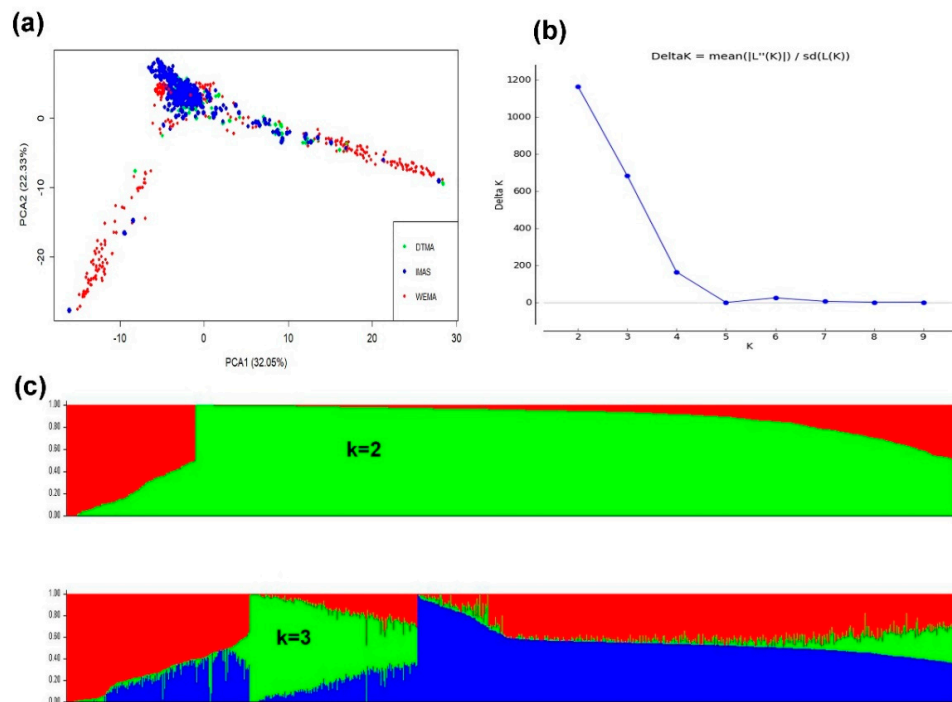 (a)
PCA2 (22.33%)
0
-10
-20
-10
0
10
20
30
PCA1 (32.05%)
DTMA
IMAS
WEMA
(b)
DeltaK = mean(|L"(K)|) / sd(L(K))
Delta K
1200
1000
800
600
400
200
0
2
3
4
5
6
7
8
9
K
(c)
1.00
0.80
0.60
0.40
0.20
0.00
k=2
1.00
0.80
0.60
0.40
0.20
0.00
k=3